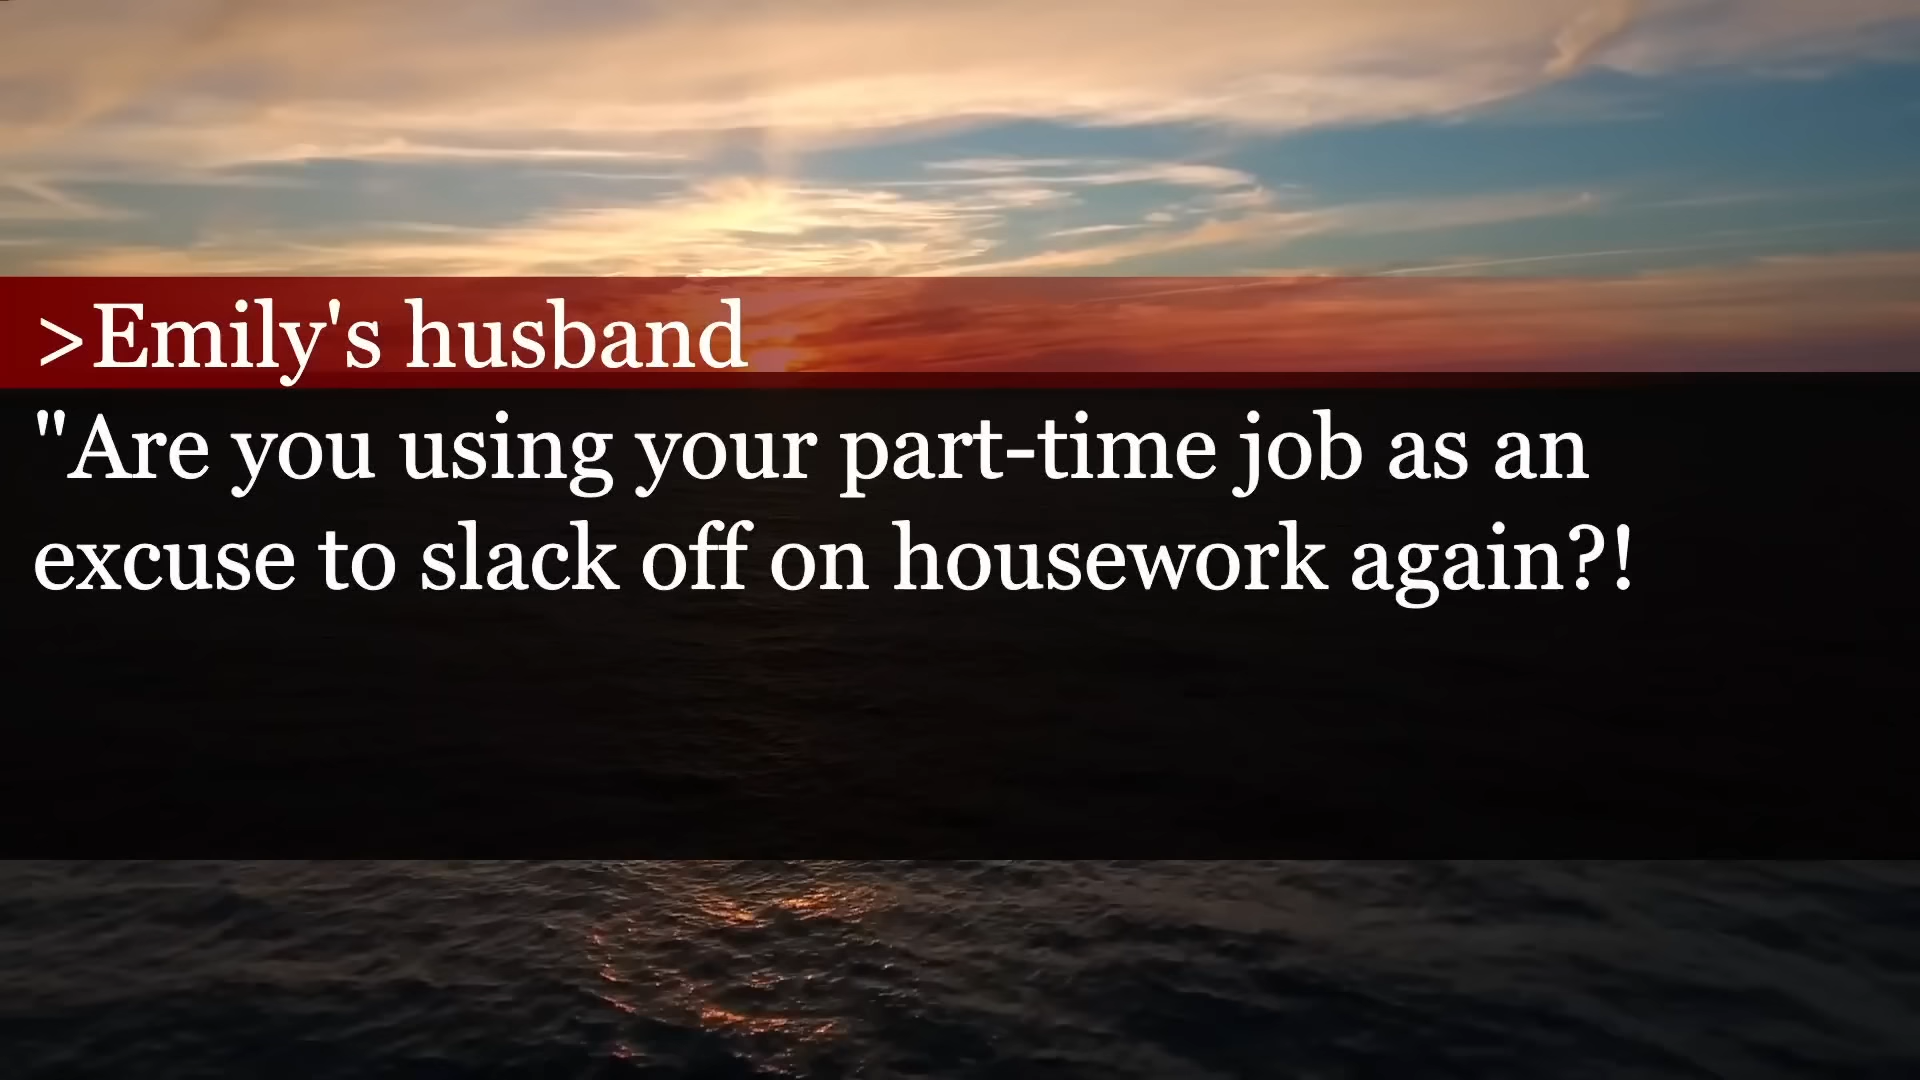 >Emily's husband
"Are you using your part-time job as an
excuse to slack off on housework again?!